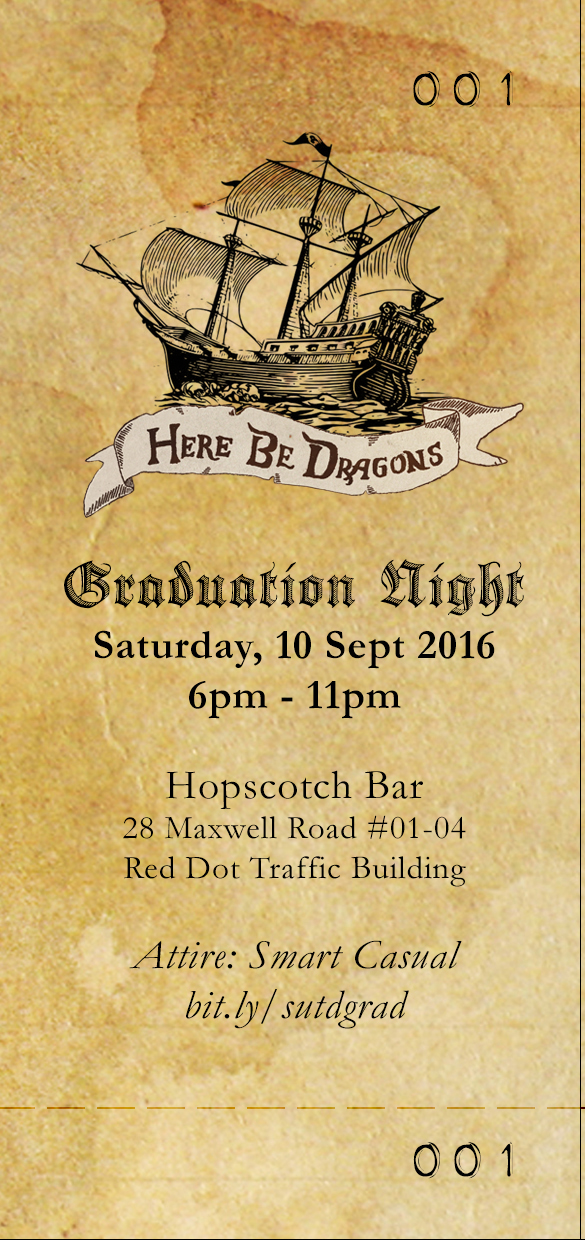 001
HERE BE DRAGONS
Graduation Night
Saturday, 10 Sept 2016
6pm - 11pm
Hopscotch Bar
28 Maxwell Road #01-04
Red Dot Traffic Building
Attire: Smart Casual
bit.ly/sutdgrad
001